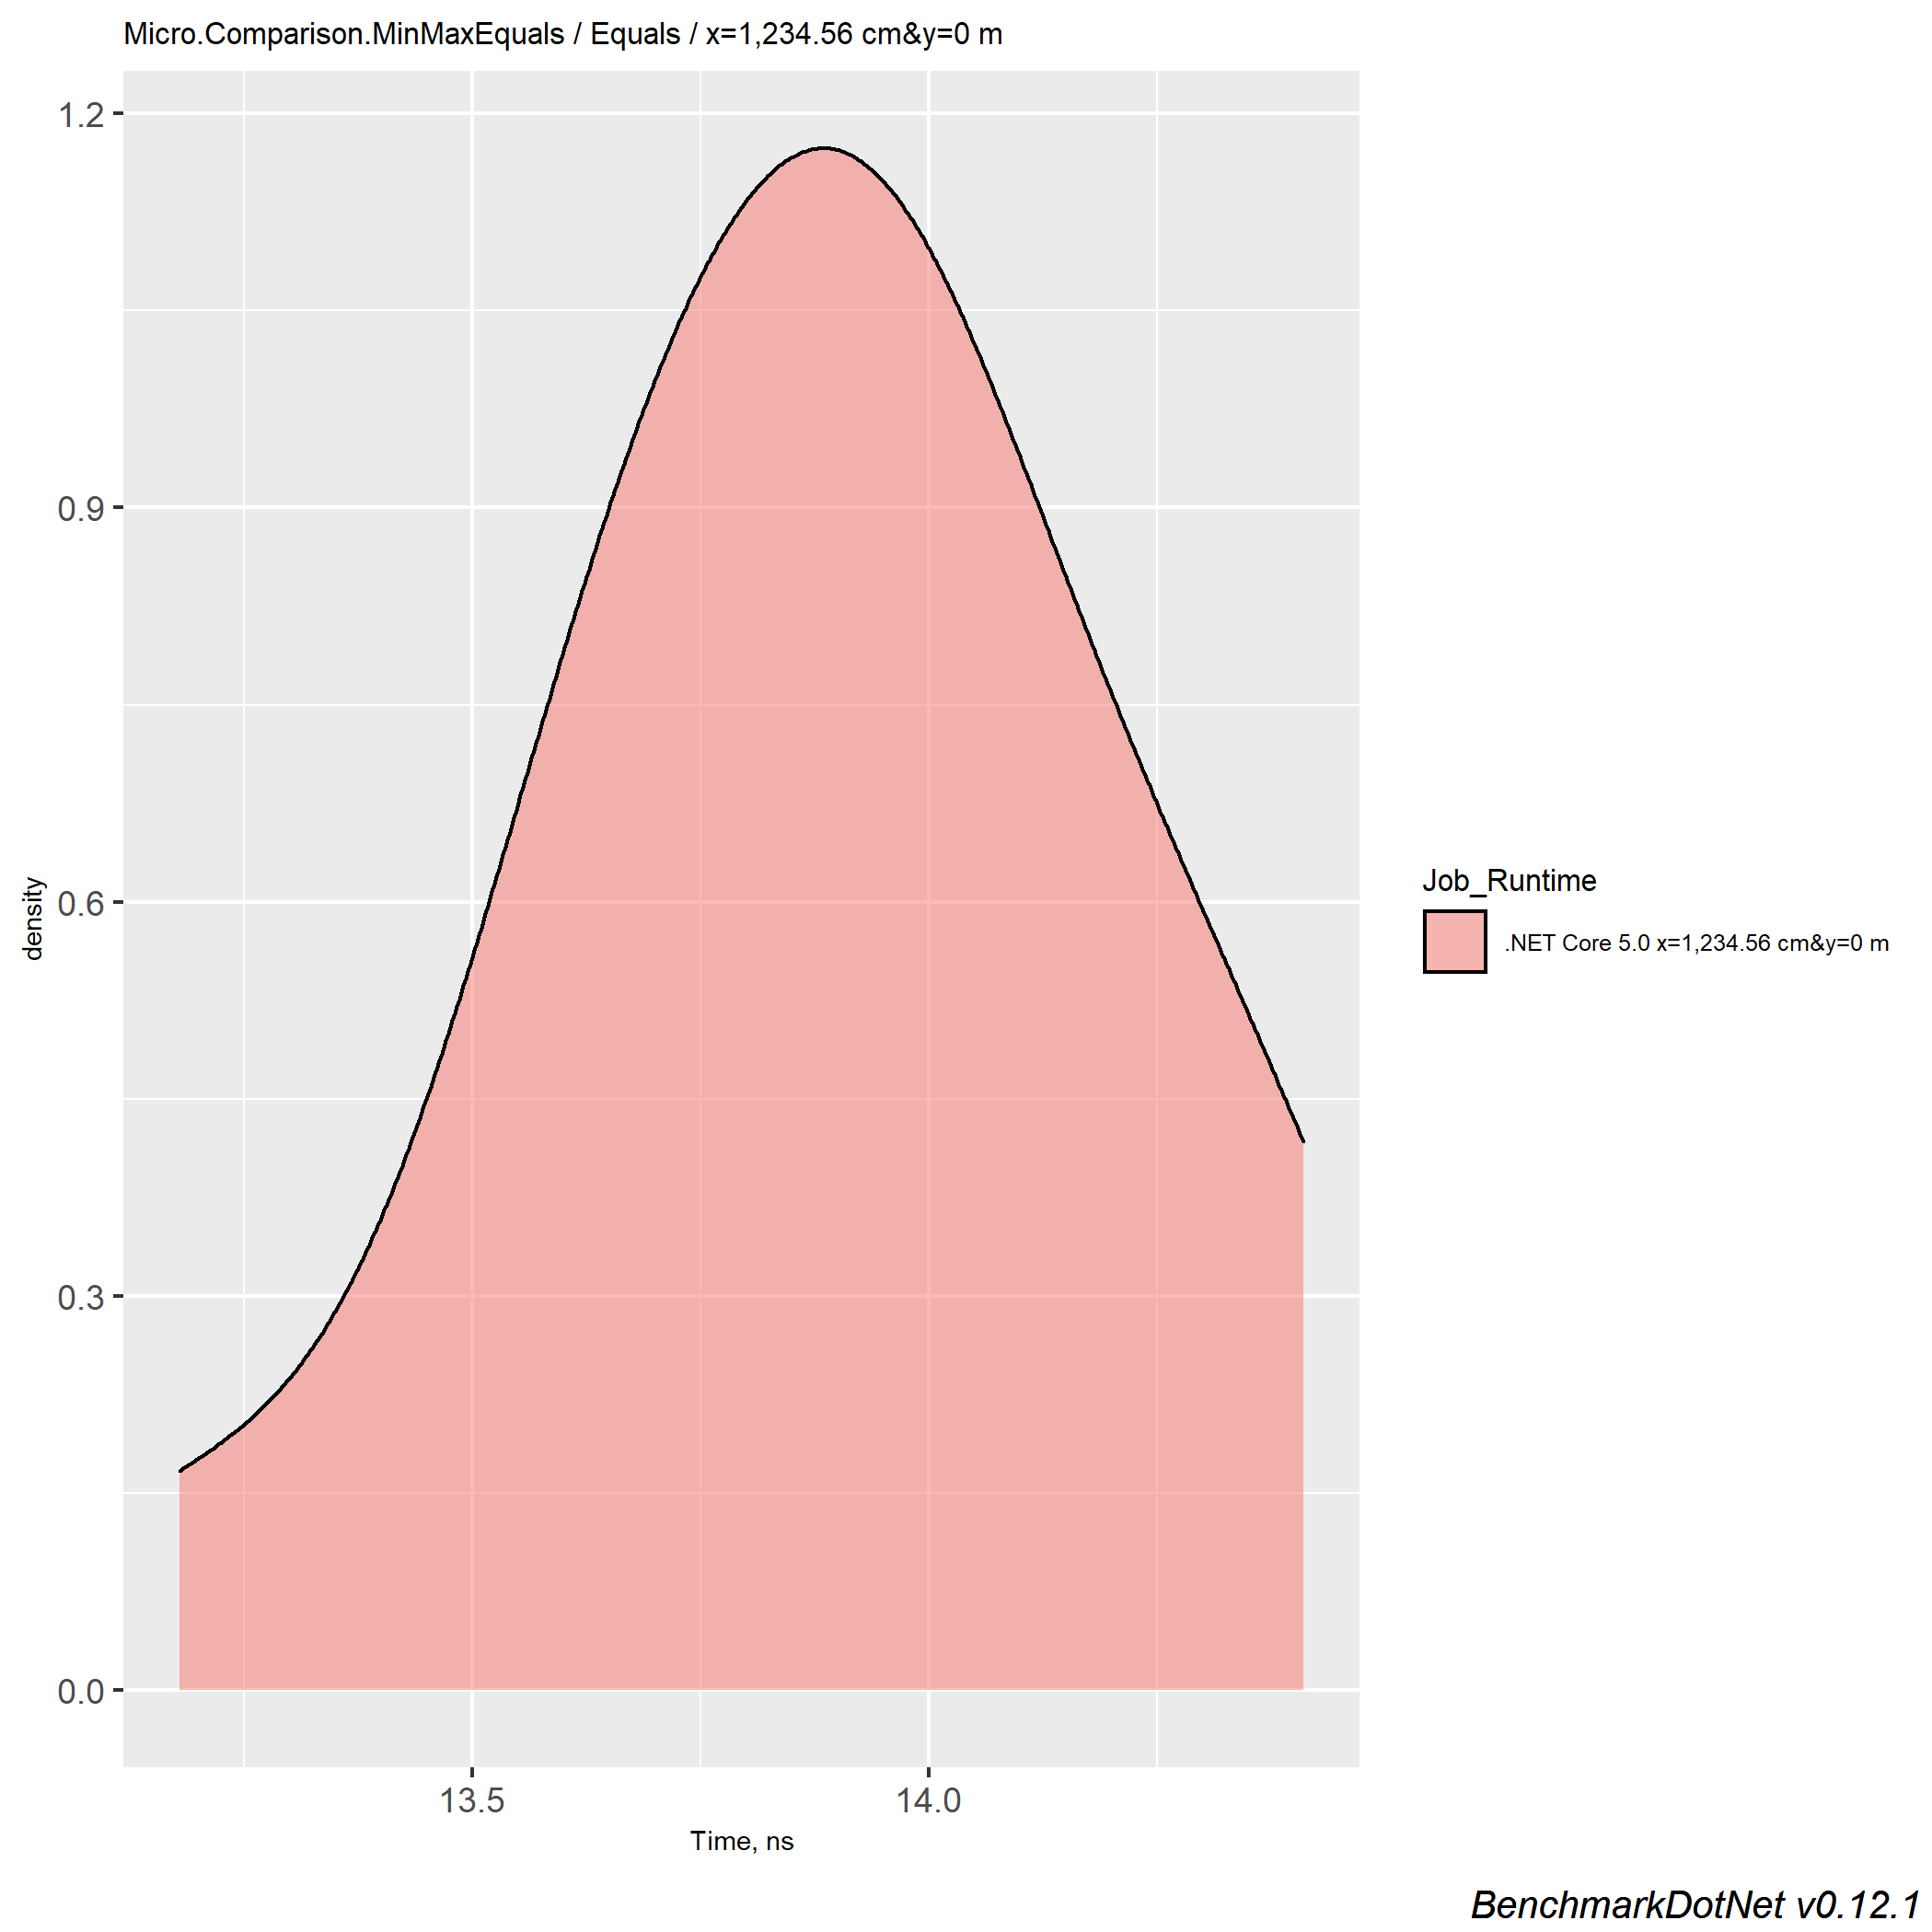 Micro.Comparison.MinMaxEquals / Equals / x=1,234.56 cm&y=0 m
1.2
0.9
0.6
0.3
0.0
density
13.5 14.0
Time, ns
Job_Runtime
.NET Core 5.0 x=1,234.56 cm&y=0 m
BenchmarkDotNet v0.12.1